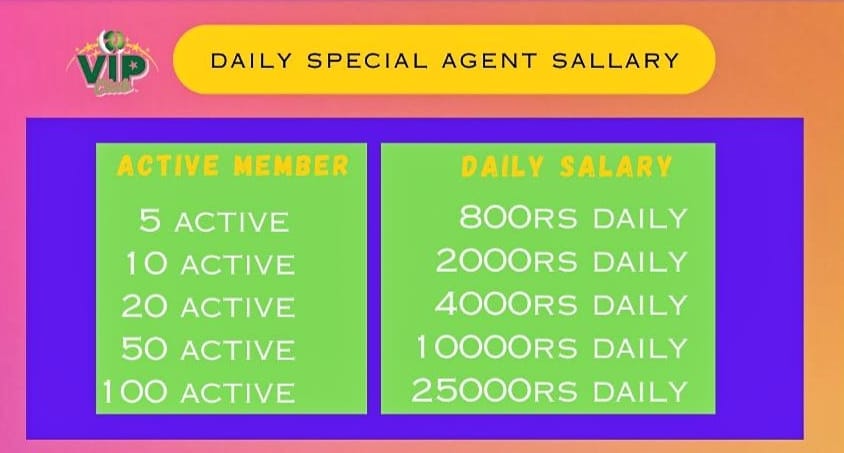 VIP
Club
DAILY SPECIAL AGENT SALLARY
ACTIVE MEMBER DAILY SALARY
5 ACTIVE 800RS DAILY
10 ACTIVE 2000RS DAILY
20 ACTIVE 4000RS DAILY
50 ACTIVE 10000RS DAILY
100 ACTIVE 25000RS DAILY